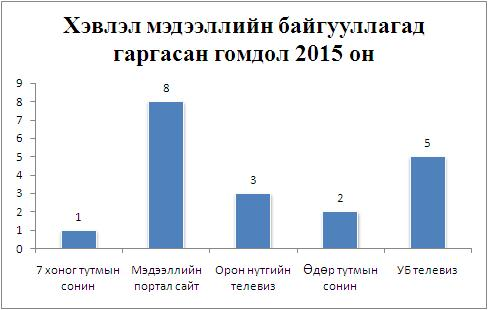 Хэвлэл мэдээллийн байгууллагад
гаргасан гомдол 2015 он
9
8
7
6
5
4
3
2
1
0
1
8
3
2
5
7 хоног тутмын
сонин
Мэдээллийн
портал сайт
Орон нутгийн
телевиз
Өдөр тутмын
сонин
УБ телевиз